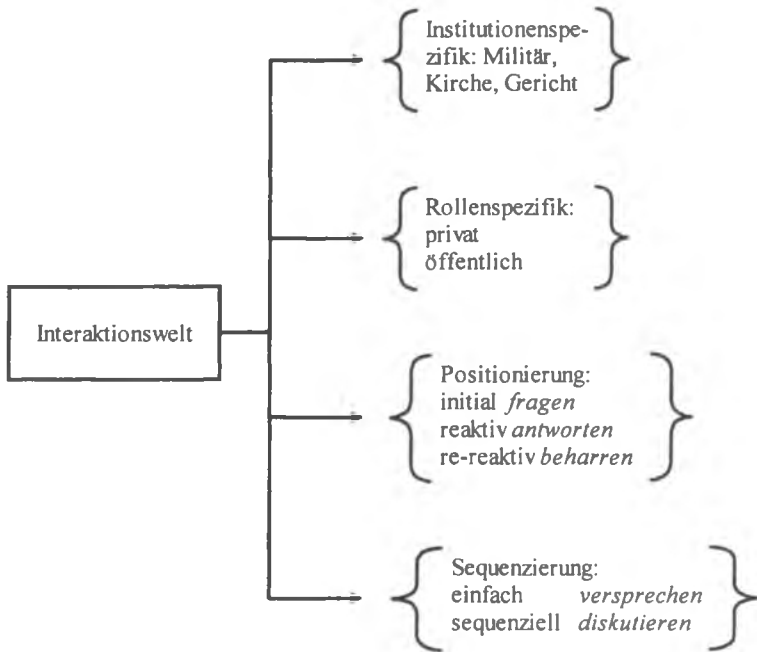 Institutionenspe-
zifik: Militär,
Kirche, Gericht
Rollenspezifik:
privat
öffentlich
Interaktionswelt
Positionierung:
initial fragen
reaktiv antworten
re-reaktiv beharren
Sequenzierung:
einfach versprechen
sequenziell diskutieren